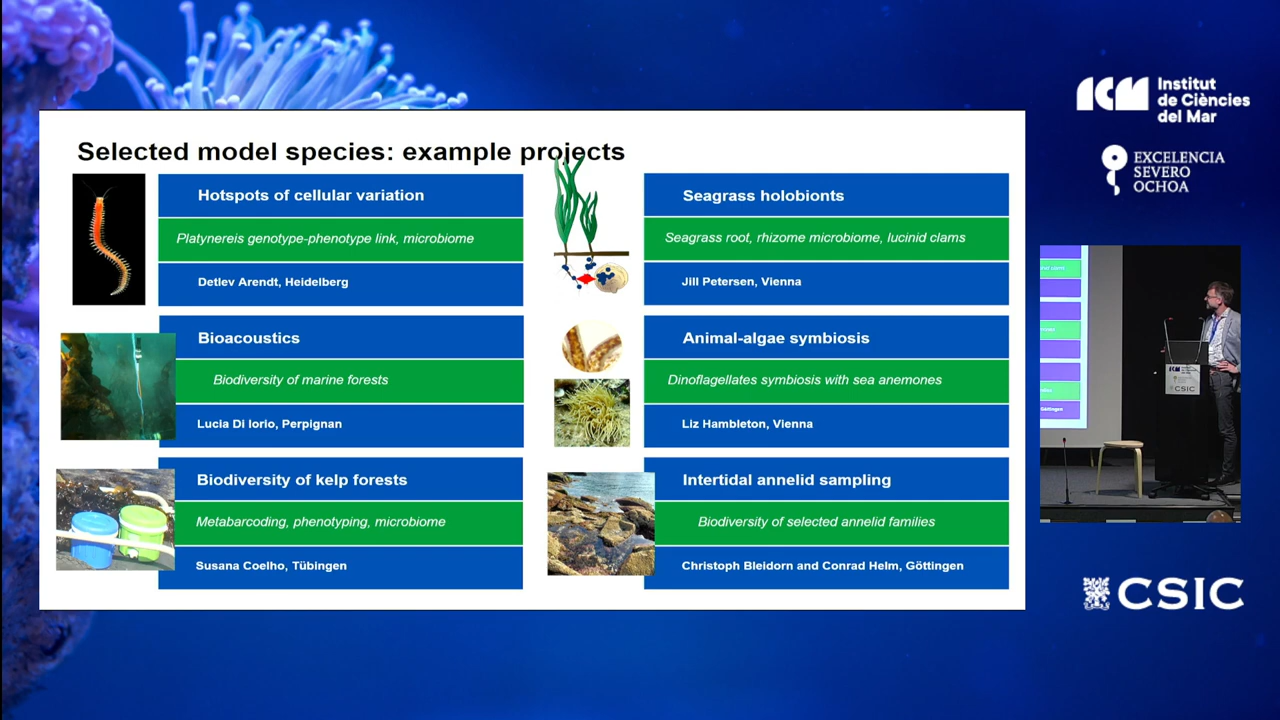 Selected model species: example projects
Hotspots of cellular variation
Platynereis genotype-phenotype link, microbiome
Detlev Arendt, Heidelberg
Bioacoustics
Biodiversity of marine forests
Lucia Di Iorio, Perpignan
Biodiversity of kelp forests
Metabarcoding, phenotyping, microbiome
Susana Coelho, Tübingen
Seagrass holobionts
Seagrass root, rhizome microbiome, lucinid clams
Jill Petersen, Vienna
Animal-algae symbiosis
Dinoflagellates symbiosis with sea anemones
Liz Hambleton, Vienna
Intertidal annelid sampling
Biodiversity of selected annelid families
Christoph Bleidorn and Conrad Helm, Göttingen
ICM
Institut
de Ciències
del Mar
EXCELENCIA
SEVERO
OCHOA
Göttingen
CSIC
CSIC